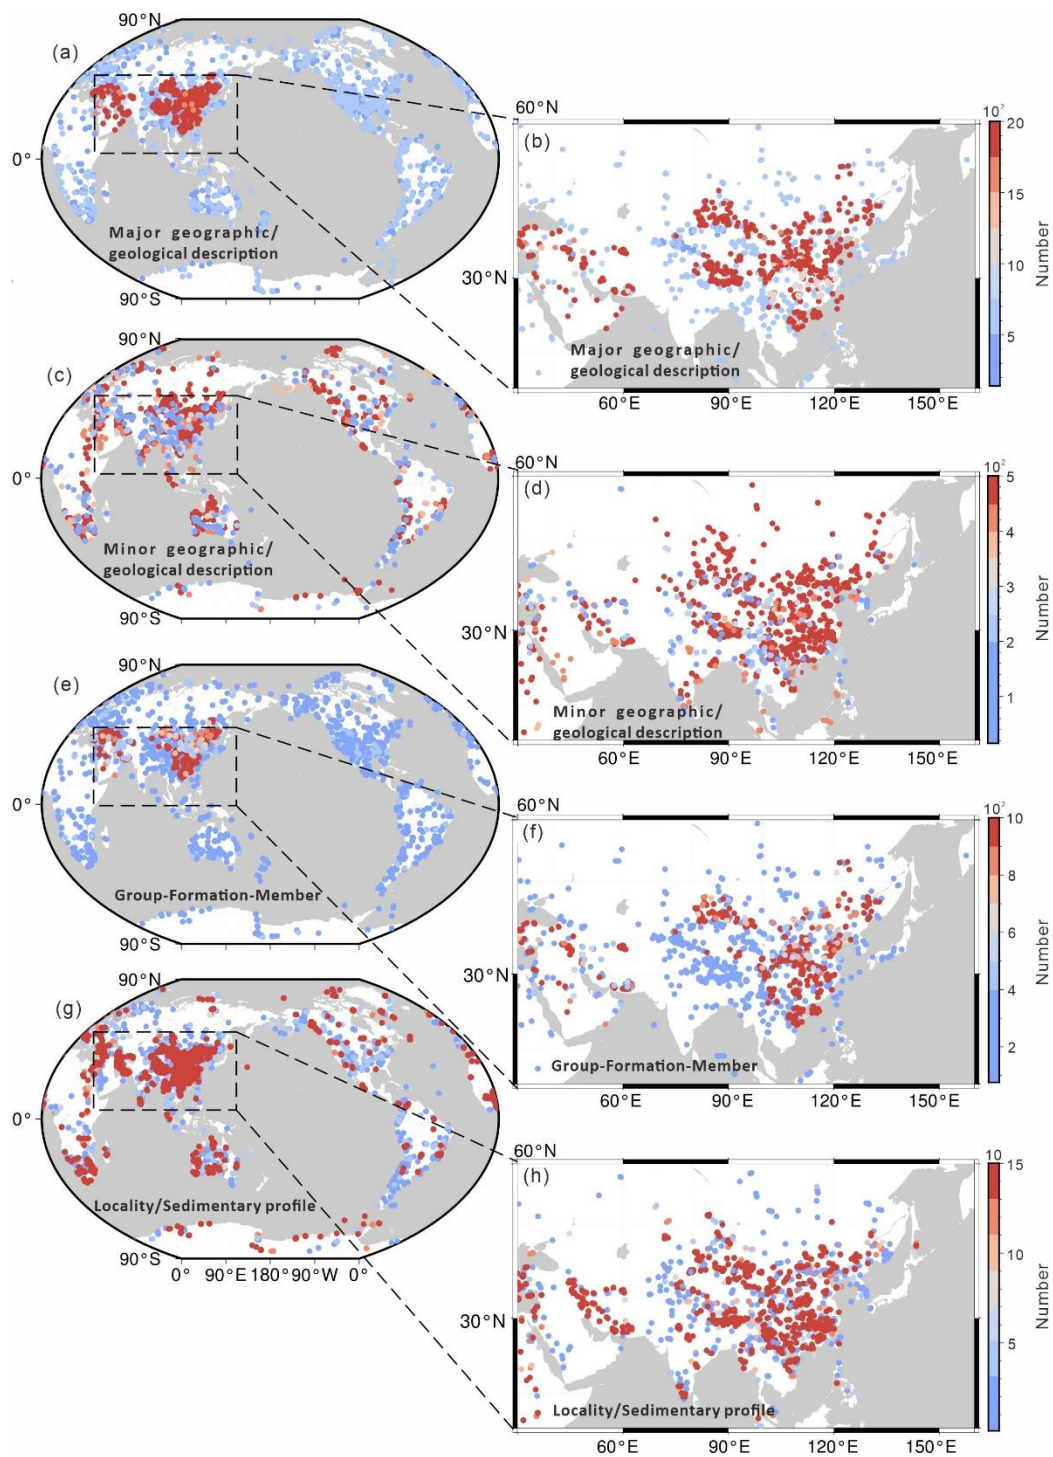 90°N
(a)
0°
Major geographic/
geological description
90°S
60°N
(b)
30°N
Major geographic/
geological description
60°E 90°E 120°E 150°E
10²
20
15
10
5
Number
90°N
(c)
0°
Minor geographic/
geological description
90°S
60°N
(d)
30°N
Minor geographic/
geological description
60°E 90°E 120°E 150°E
10²
5
4
3
2
1
Number
90°N
(e)
0°
Group-Formation-Member
90°S
60°N
(f)
30°N
Group-Formation-Member
60°E 90°E 120°E 150°E
10²
10
8
6
4
2
Number
90°N
(g)
0°
Locality/Sedimentary profile
90°S
0° 90°E 180° 90°W 0°
(h)
30°N
Locality/Sedimentary profile
60°E 90°E 120°E 150°E
10
15
10
5
Number